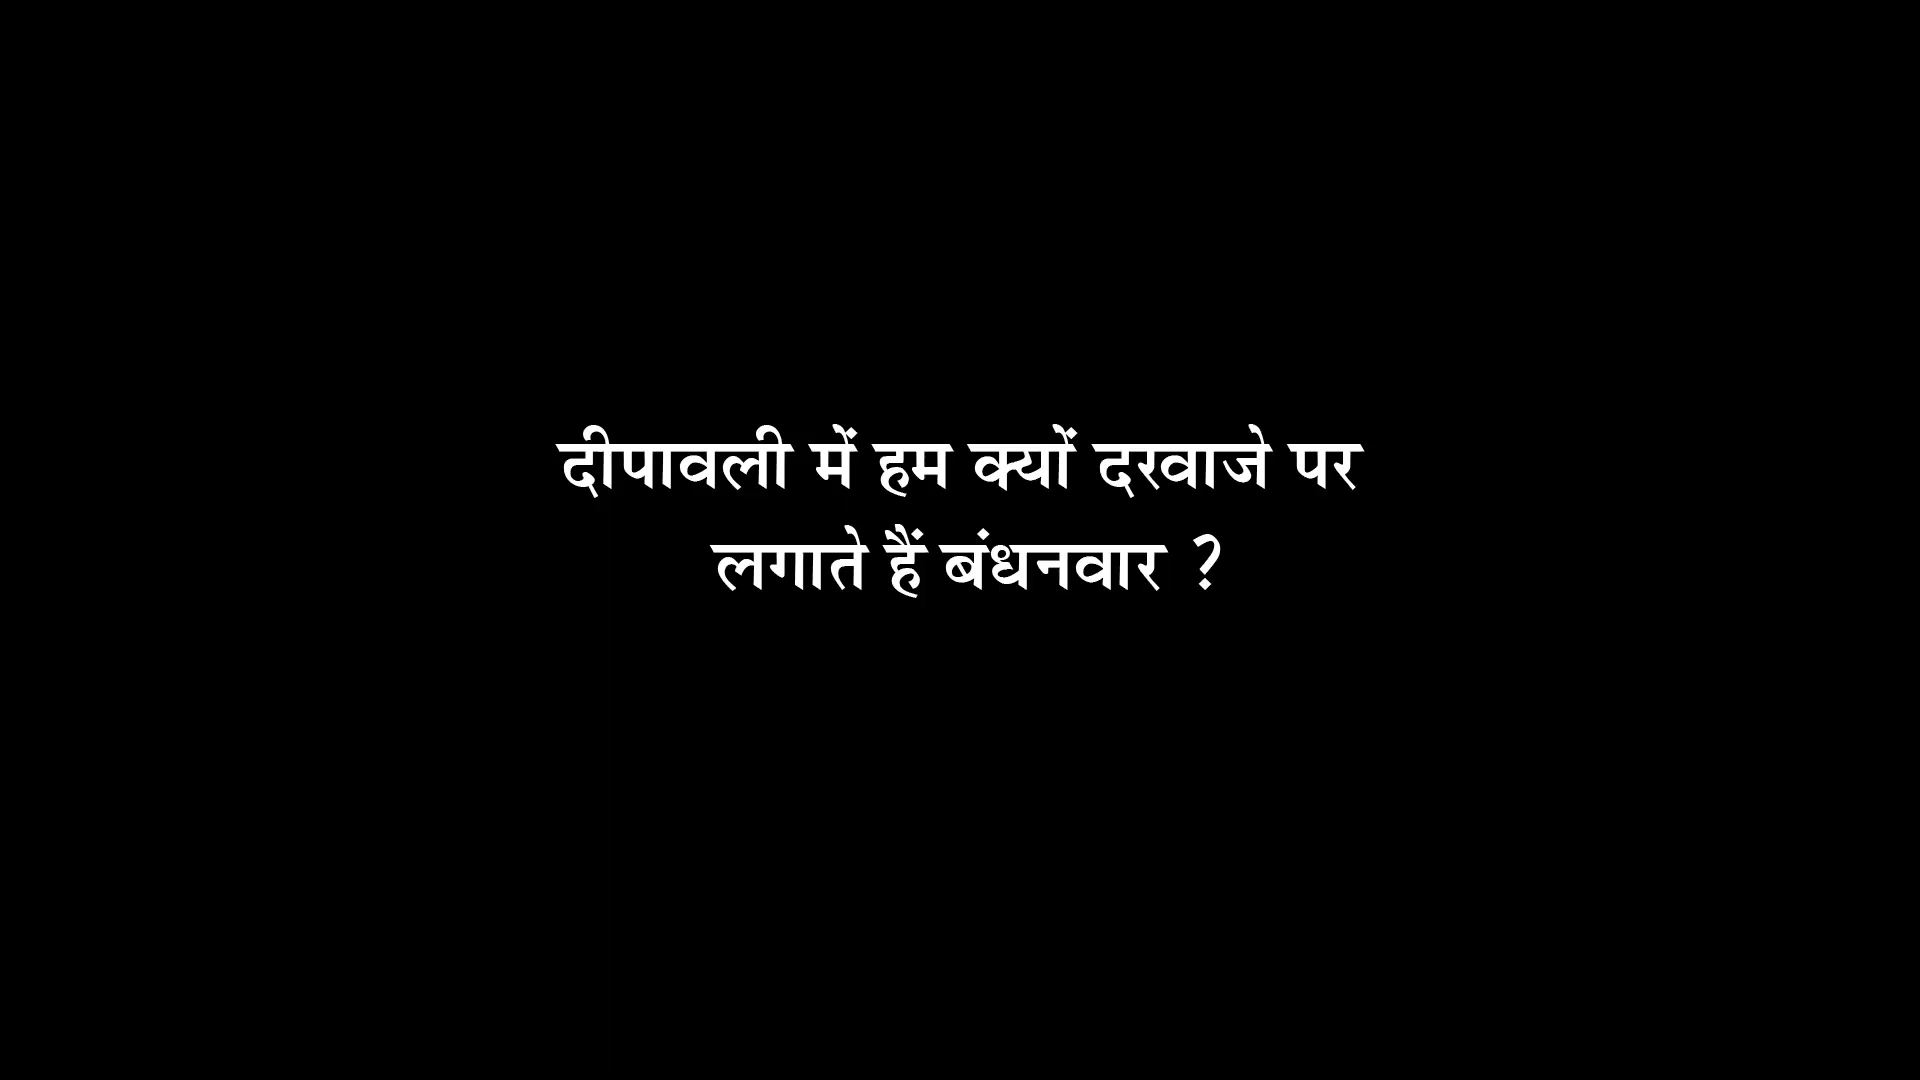 दीपावली में हम क्यों दरवाजे पर
लगाते हैं बंधनवार ?